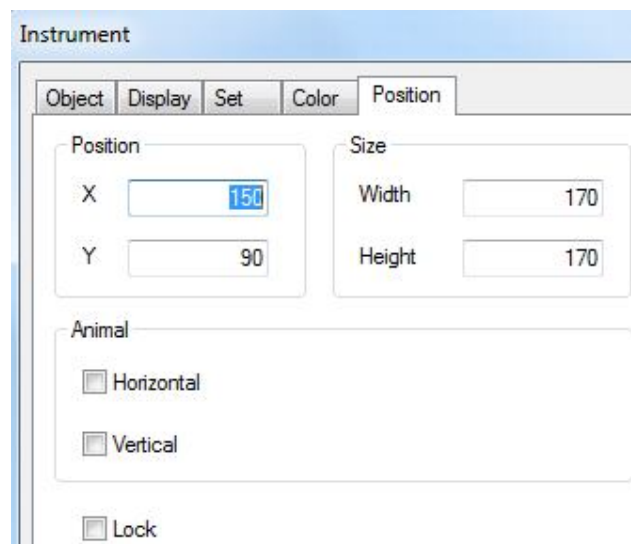 Instrument
Object Display Set Color Position
Position Size
X 150 Width 170
Y 90 Height 170
Animal
Horizontal
Vertical
Lock